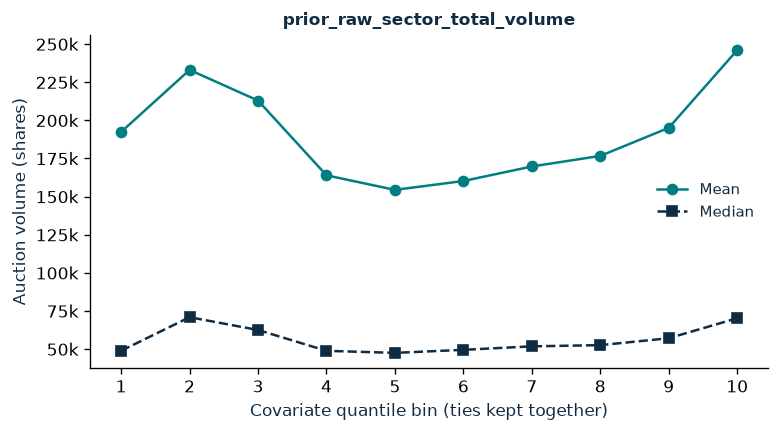 prior_raw_sector_total_volume
250k
225k
200k
175k
150k
125k
100k
75k
50k
Auction volume (shares)
Mean
Median
1 2 3 4 5 6 7 8 9 10
Covariate quantile bin (ties kept together)